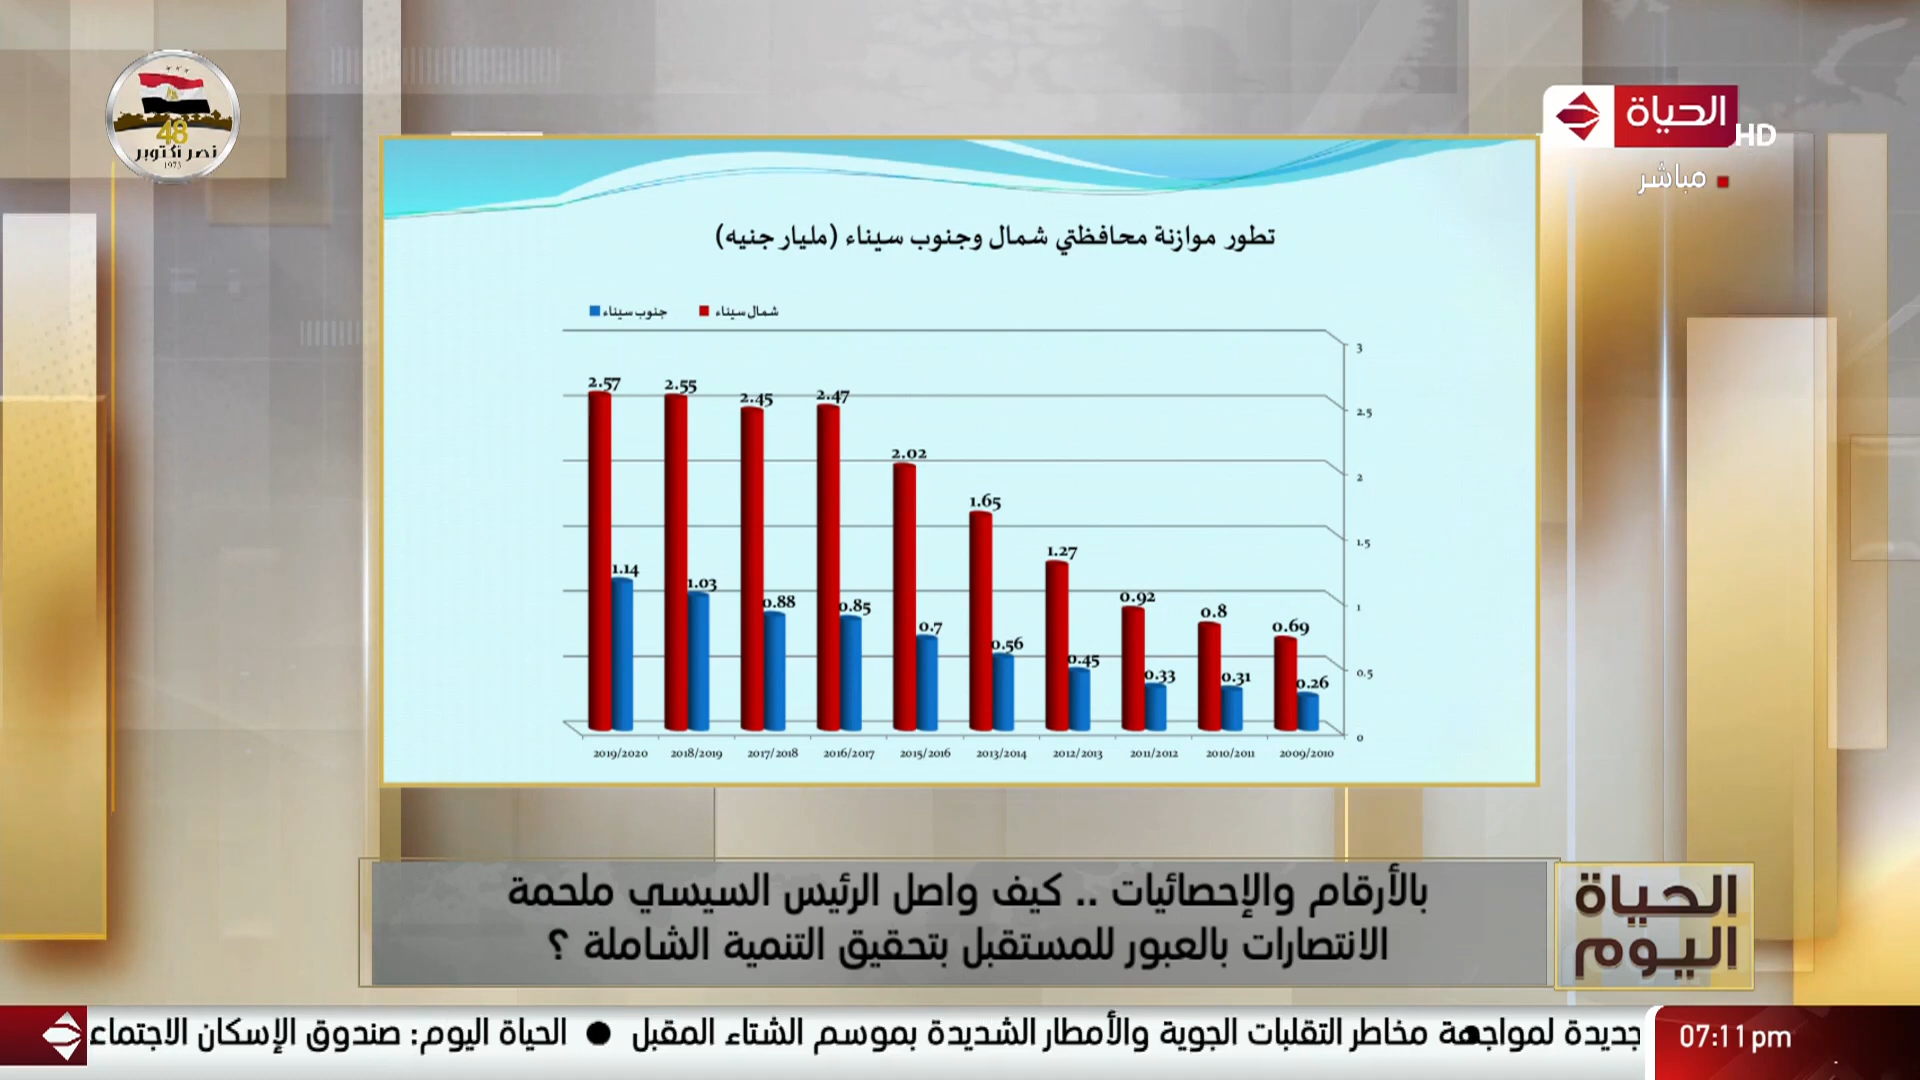 48
نصر أكتوبر
1973
الحياة
HD
مباشر
تطور موازنة محافظتي شمال وجنوب سيناء (مليار جنيه)
شمال سيناء
جنوب سيناء
3
2.5
2
1.5
1
0.5
0
2.57 2.55 2.45 2.47 2.02 1.65 1.27 0.92 0.8 0.69
1.14 1.03 0.88 0.85 0.7 0.56 0.45 0.33 0.31 0.26
2019/2020 2018/2019 2017/2018 2016/2017 2015/2016 2013/2014 2012/2013 2011/2012 2010/2011 2009/2010
بالأرقام والإحصائيات .. كيف واصل الرئيس السيسي ملحمة
الانتصارات بالعبور للمستقبل بتحقيق التنمية الشاملة ؟
الحياة
اليوم
جديدة لمواجهة مخاطر التقلبات الجوية والأمطار الشديدة بموسم الشتاء المقبل ● الحياة اليوم: صندوق الإسكان الاجتماعـ
07:11pm